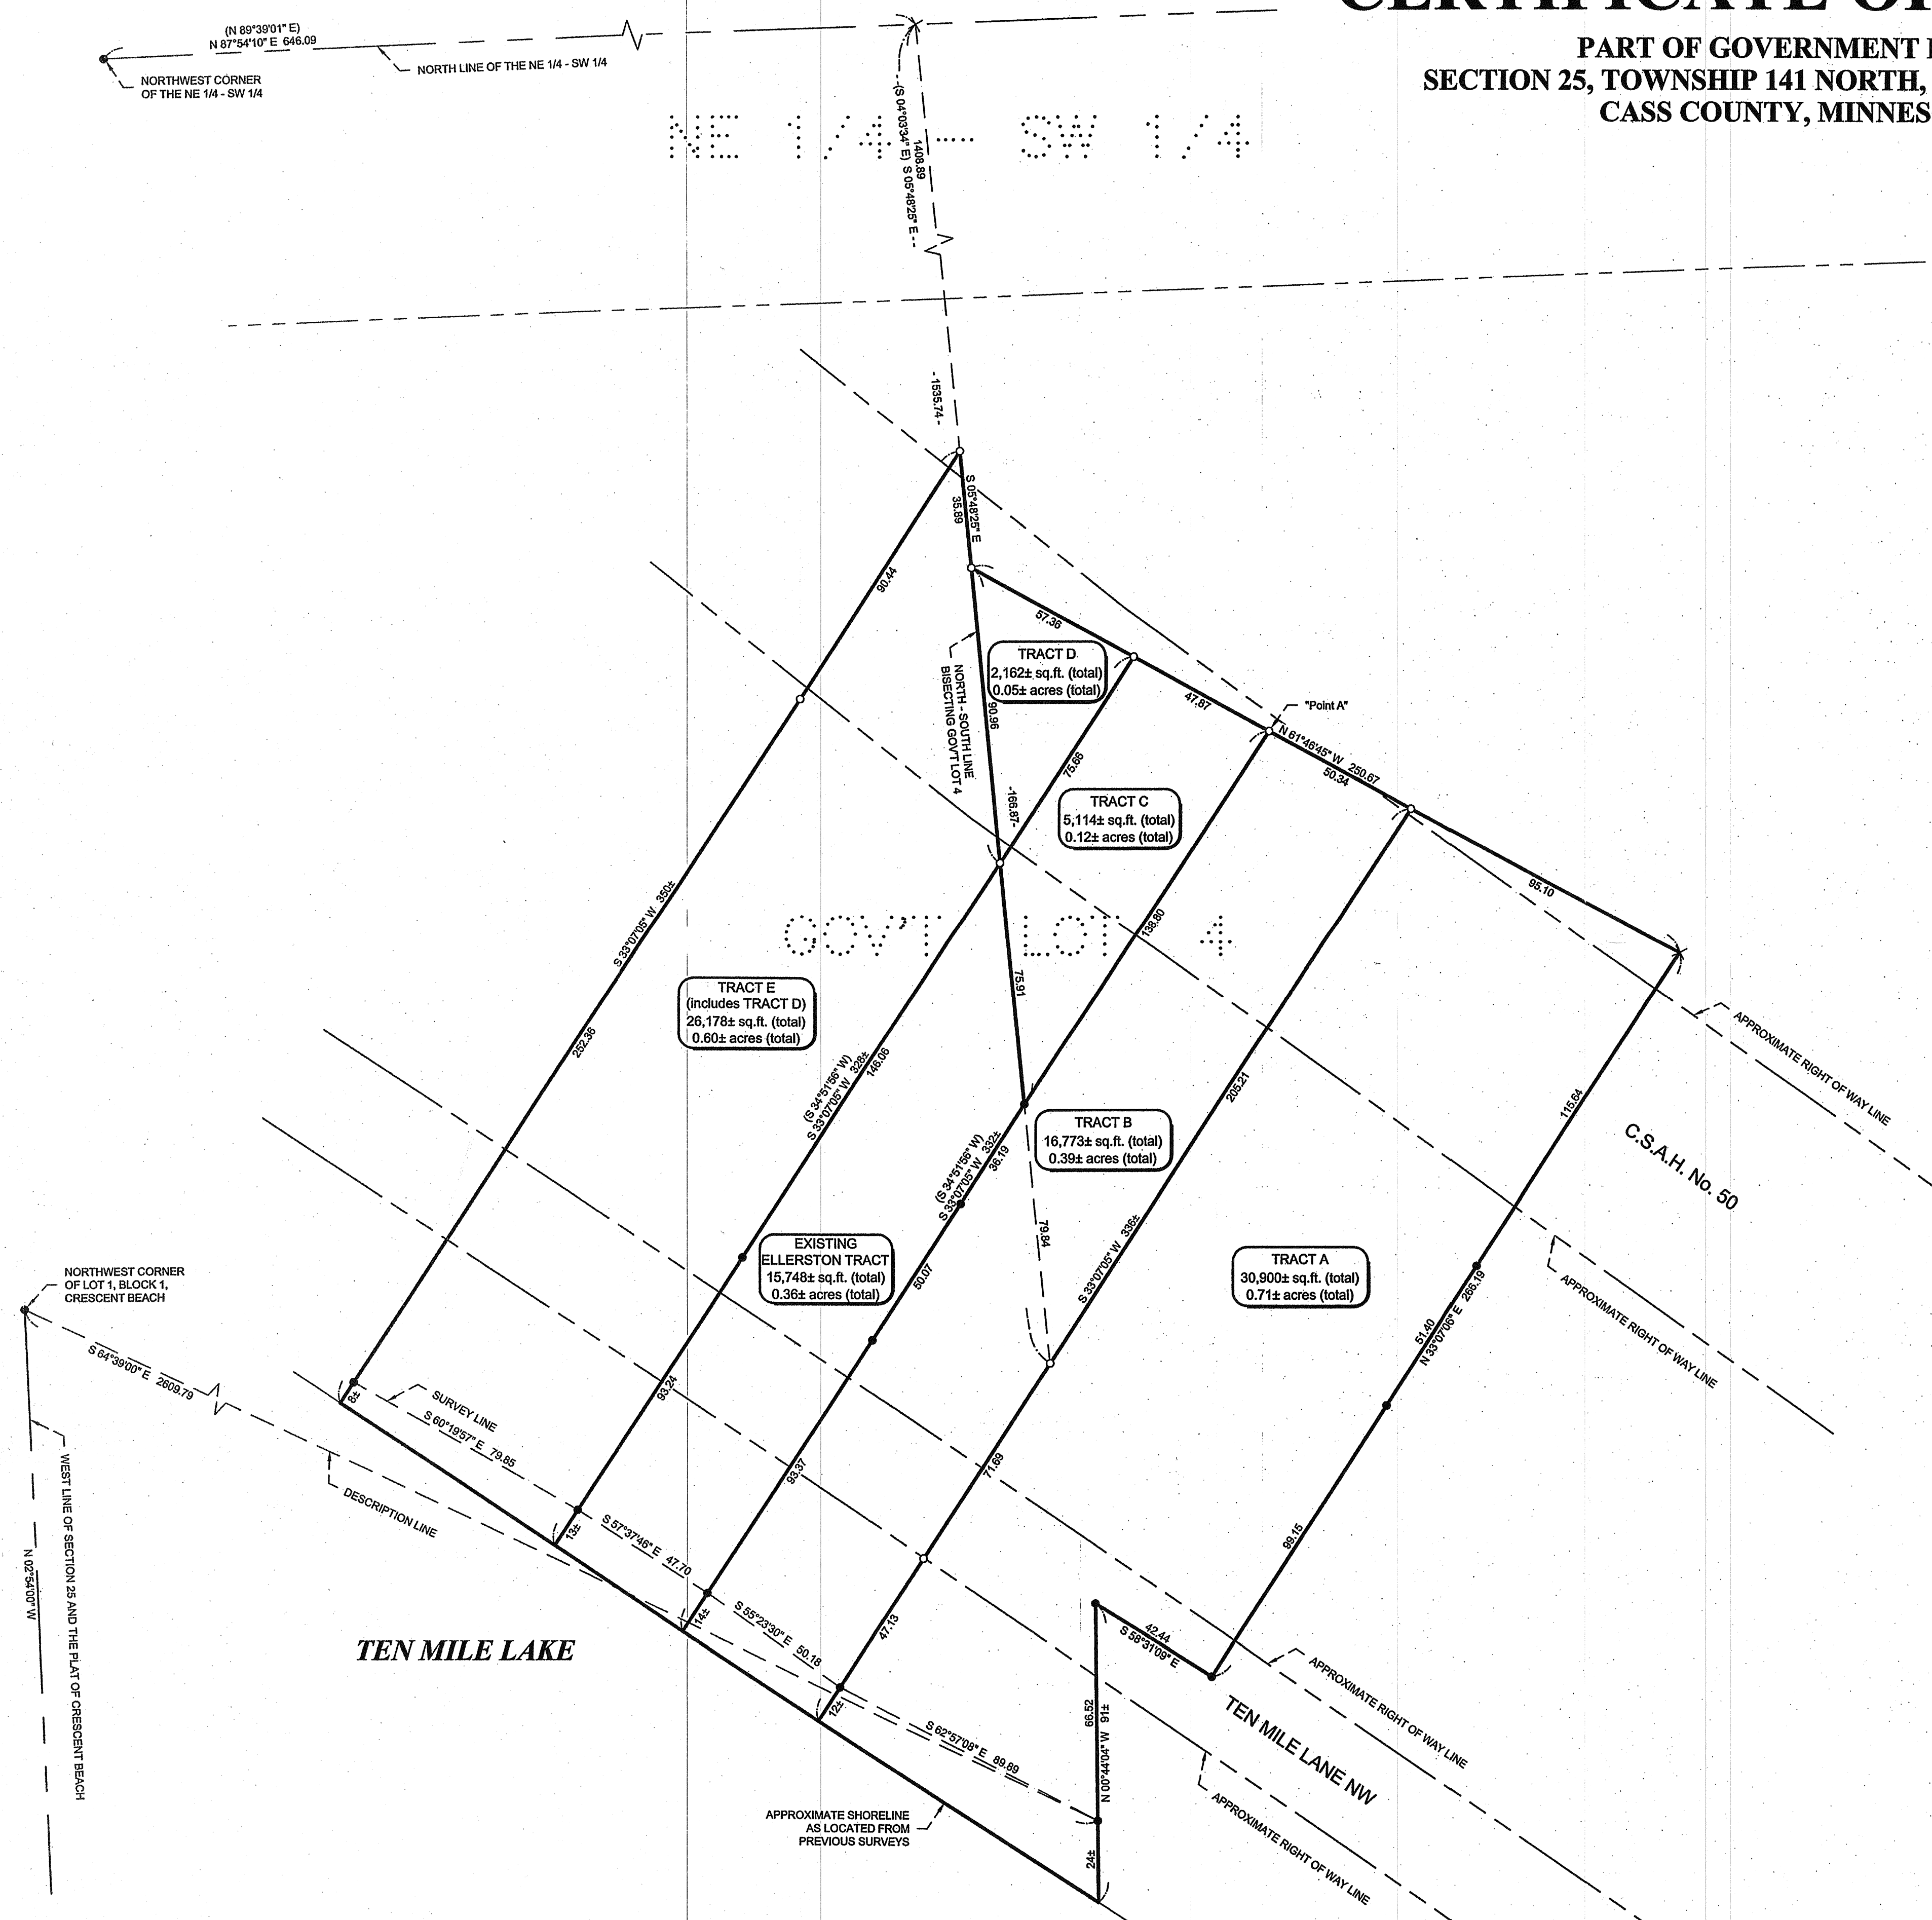 CERTIFICATE OF
PART OF GOVERNMENT
SECTION 25, TOWNSHIP 141 NORTH,
CASS COUNTY, MINNES
(N 89°39'01" E)
N 87°54'10" E 646.09
NORTHWEST CORNER
OF THE NE 1/4 - SW 1/4
NORTH LINE OF THE NE 1/4 - SW 1/4
NE 1/4 - SW 1/4
1408.89
-(S 04°03'34" E) S 05°48'25" E--
-1535.74-
S 05°48'25" E
35.89
90.44
57.36
TRACT D
2,162± sq.ft. (total)
0.05± acres (total)
NORTH - SOUTH LINE
BISECTING GOV'T LOT 4
90.96
47.87
"Point A"
N 61°46'45" W 250.67
50.34
75.66
-166.87-
TRACT C
5,114± sq.ft. (total)
0.12± acres (total)
95.10
S 33°07'05" W 350±
138.80
GOV'T LOT 4
75.91
TRACT E
(includes TRACT D)
26,178± sq.ft. (total)
0.60± acres (total)
252.36
(S 34°51'56" W)
S 33°07'05" W 328±
146.06
205.21
115.64
APPROXIMATE RIGHT OF WAY LINE
C.S.A.H. No. 50
TRACT B
16,773± sq.ft. (total)
0.39± acres (total)
(S 34°51'56" W)
S 33°07'05" W 332±
36.19
79.84
S 33°07'05" W 336±
EXISTING
ELLERSTON TRACT
15,748± sq.ft. (total)
0.36± acres (total)
50.07
TRACT A
30,900± sq.ft. (total)
0.71± acres (total)
51.40
N 33°07'06" E 266.19
APPROXIMATE RIGHT OF WAY LINE
NORTHWEST CORNER
OF LOT 1, BLOCK 1,
CRESCENT BEACH
S 64°39'00" E 2609.79
8±
SURVEY LINE
S 60°19'57" E 79.85
93.24
93.37
71.69
99.15
DESCRIPTION LINE
WEST LINE OF SECTION 25 AND THE PLAT OF CRESCENT BEACH
N 02°54'00" W
13±
S 57°37'46" E 47.70
14±
S 55°23'30" E 50.18
47.13
12±
TEN MILE LAKE
42.44
S 58°31'09" E
66.52
N 00°44'04" W 91±
S 62°57'08" E 89.89
24±
APPROXIMATE RIGHT OF WAY LINE
TEN MILE LANE NW
APPROXIMATE RIGHT OF WAY LINE
APPROXIMATE SHORELINE
AS LOCATED FROM
PREVIOUS SURVEYS